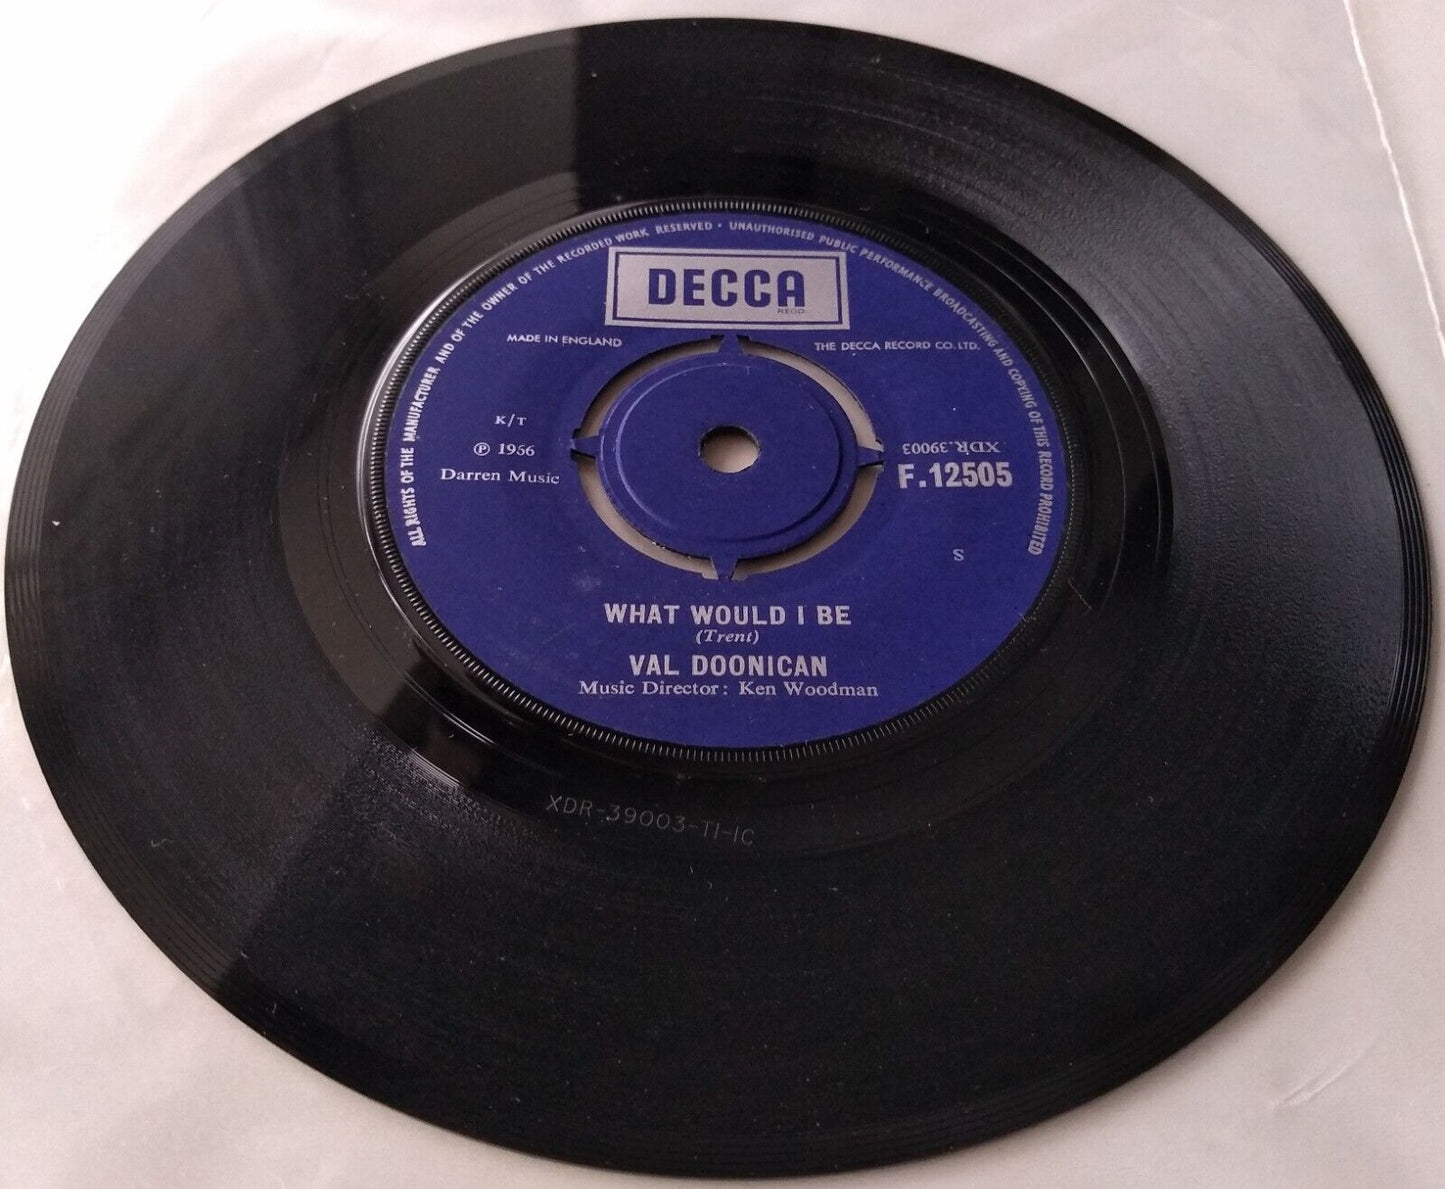 ALL RIGHTS OF THE MANUFACTURER AND OF THE OWNER OF THE RECORDED WORK RESERVED • UNAUTHORISED PUBLIC PERFORMANCE BROADCASTING AND COPYING OF THIS RECORD PROHIBITED
DECCA
REGD.
MADE IN ENGLAND
THE DECCA RECORD CO. LTD.
K/T
℗ 1966
Darren Music
XDR.39003
F.12505
S
WHAT WOULD I BE
(Trent)
VAL DOONICAN
Music Director: Ken Woodman
XDR-39003-T1-1C